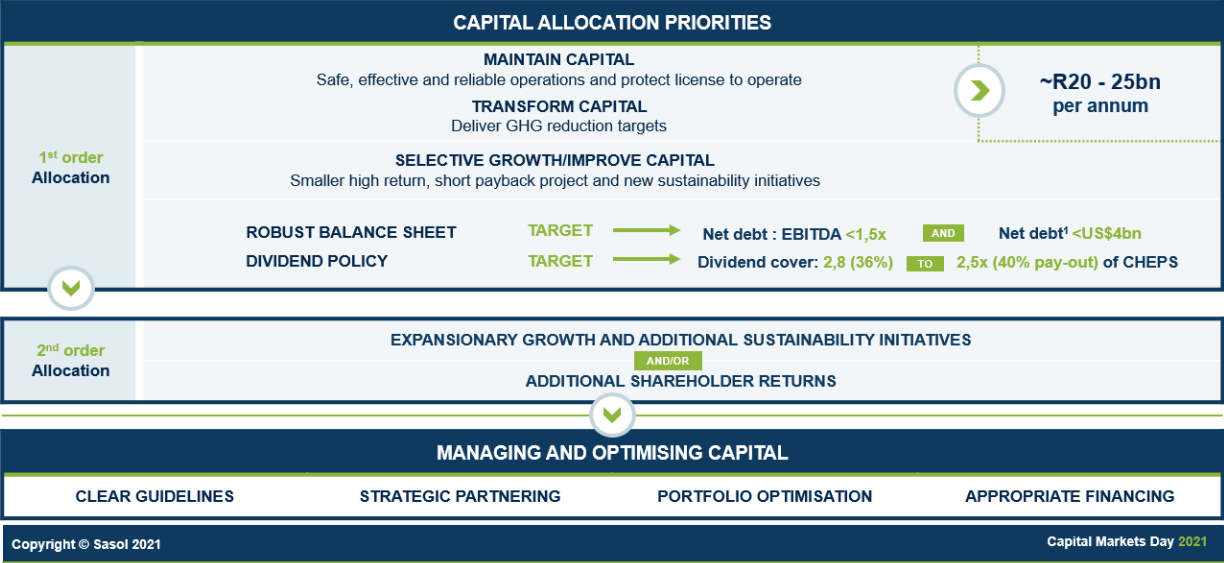 CAPITAL ALLOCATION PRIORITIES
MAINTAIN CAPITAL
Safe, effective and reliable operations and protect license to operate
TRANSFORM CAPITAL
Deliver GHG reduction targets
~R20 - 25bn
per annum
1st order
Allocation
SELECTIVE GROWTH/IMPROVE CAPITAL
Smaller high return, short payback project and new sustainability initiatives
ROBUST BALANCE SHEET TARGET Net debt : EBITDA <1,5x AND Net debt¹ <US$4bn
DIVIDEND POLICY TARGET Dividend cover: 2,8 (36%) TO 2,5x (40% pay-out) of CHEPS
2nd order
Allocation
EXPANSIONARY GROWTH AND ADDITIONAL SUSTAINABILITY INITIATIVES
AND/OR
ADDITIONAL SHAREHOLDER RETURNS
MANAGING AND OPTIMISING CAPITAL
CLEAR GUIDELINES STRATEGIC PARTNERING PORTFOLIO OPTIMISATION APPROPRIATE FINANCING
Copyright © Sasol 2021 Capital Markets Day 2021